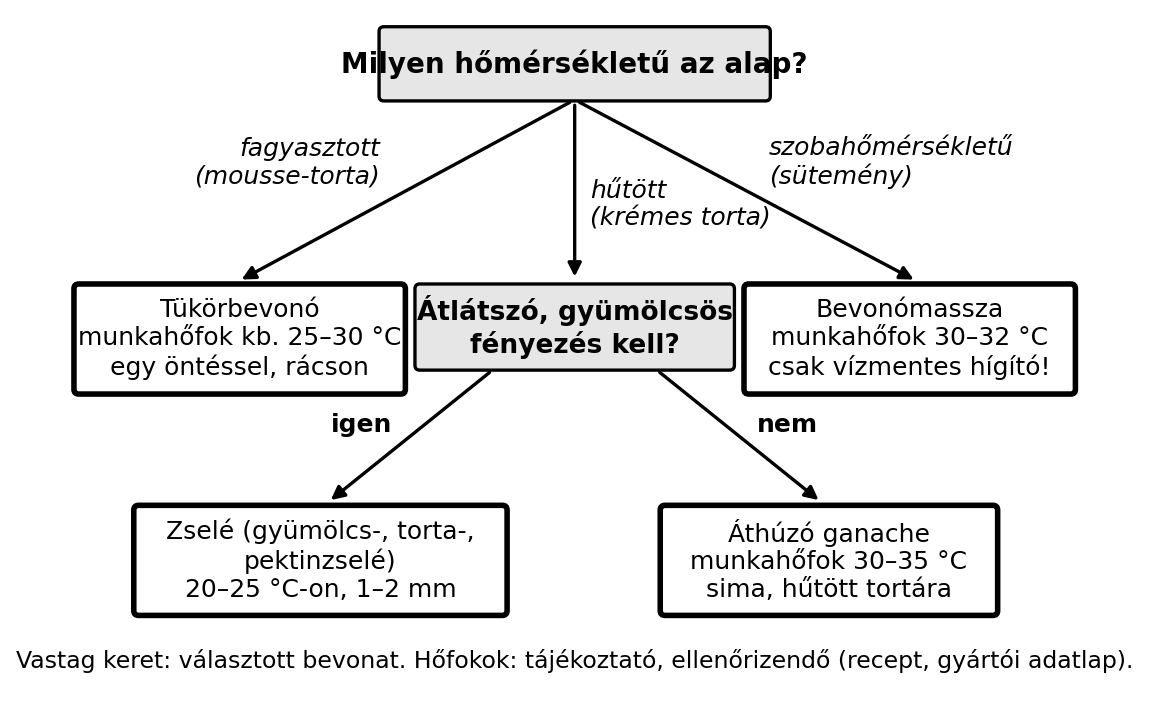 Milyen hőmérsékletű az alap?
fagyasztott
(mousse-torta)
hűtött
(krémes torta)
szobahőmérsékletű
(sütemény)
Tükörbevonó
munkahőfok kb. 25–30 °C
egy öntéssel, rácson
Átlátszó, gyümölcsös
fényezés kell?
Bevonómassza
munkahőfok 30–32 °C
csak vízmentes hígító!
igen
nem
Zselé (gyümölcs-, torta-,
pektinzselé)
20–25 °C-on, 1–2 mm
Áthúzó ganache
munkahőfok 30–35 °C
sima, hűtött tortára
Vastag keret: választott bevonat. Hőfokok: tájékoztató, ellenőrizendő (recept, gyártói adatlap).